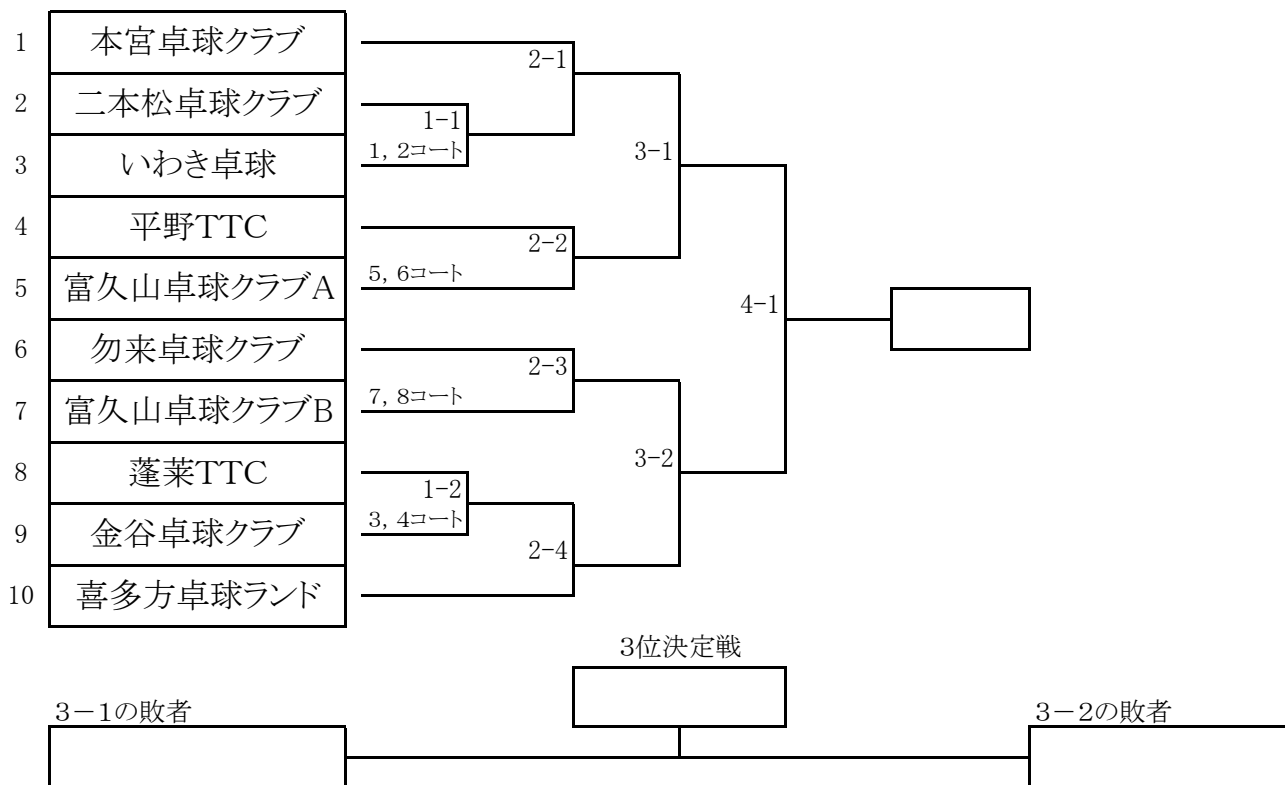 1 本宮卓球クラブ
2-1
2 二本松卓球クラブ
1-1
1, 2コート
3-1
3 いわき卓球
4 平野TTC
2-2
5, 6コート
5 富久山卓球クラブA
4-1
6 勿来卓球クラブ
2-3
7, 8コート
7 富久山卓球クラブB
3-2
8 蓬莱TTC
1-2
3, 4コート
9 金谷卓球クラブ
2-4
10 喜多方卓球ランド
3位決定戦
3－1の敗者
3－2の敗者